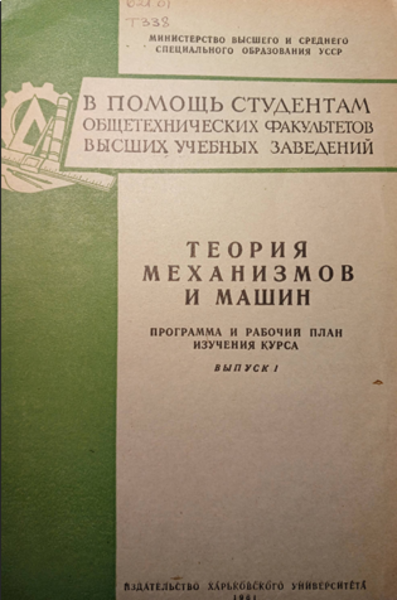 Т338
МИНИСТЕРСТВО ВЫСШЕГО И СРЕДНЕГО
СПЕЦИАЛЬНОГО ОБРАЗОВАНИЯ УССР
В ПОМОЩЬ СТУДЕНТАМ
ОБЩЕТЕХНИЧЕСКИХ ФАКУЛЬТЕТОВ
ВЫСШИХ УЧЕБНЫХ ЗАВЕДЕНИЙ
ТЕОРИЯ
МЕХАНИЗМОВ
И МАШИН
ПРОГРАММА И РАБОЧИЙ ПЛАН
ИЗУЧЕНИЯ КУРСА
ВЫПУСК I
ИЗДАТЕЛЬСТВО ХАРЬКОВСКОГО УНИВЕРСИТЕТА